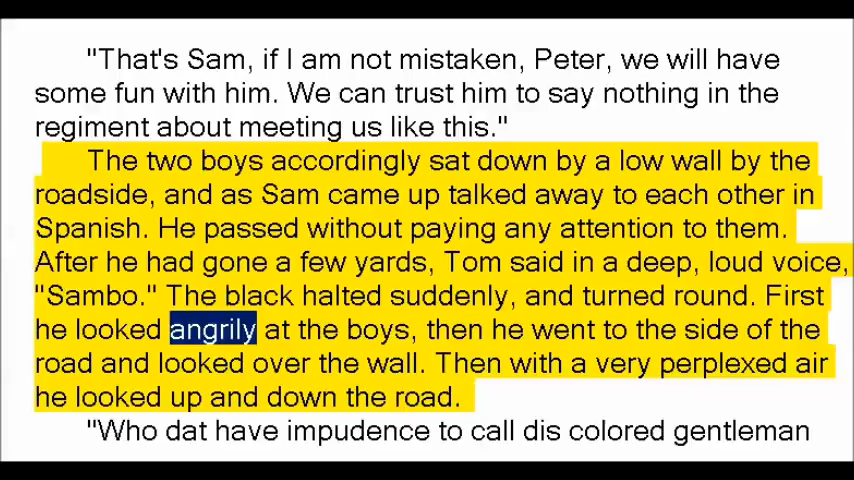 "That's Sam, if I am not mistaken, Peter, we will have
some fun with him. We can trust him to say nothing in the
regiment about meeting us like this."
The two boys accordingly sat down by a low wall by the
roadside, and as Sam came up talked away to each other in
Spanish. He passed without paying any attention to them.
After he had gone a few yards, Tom said in a deep, loud voice,
"Sambo." The black halted suddenly, and turned round. First
he looked angrily at the boys, then he went to the side of the
road and looked over the wall. Then with a very perplexed air
he looked up and down the road.
"Who dat have impudence to call dis colored gentleman